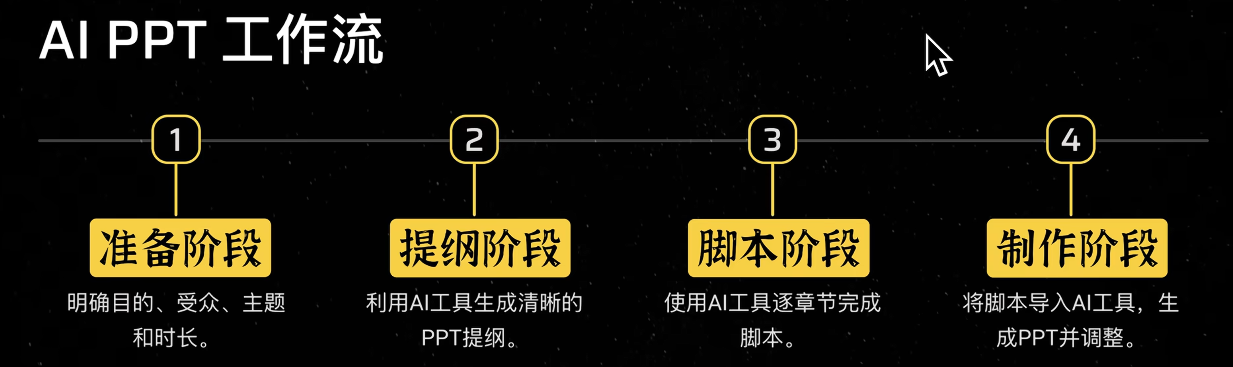 AI PPT 工作流
1
2
3
4
准备阶段
提纲阶段
脚本阶段
制作阶段
明确目的、受众、主题
和时长。
利用AI工具生成清晰的
PPT提纲。
使用AI工具逐章节完成
脚本。
将脚本导入AI工具，生
成PPT并调整。